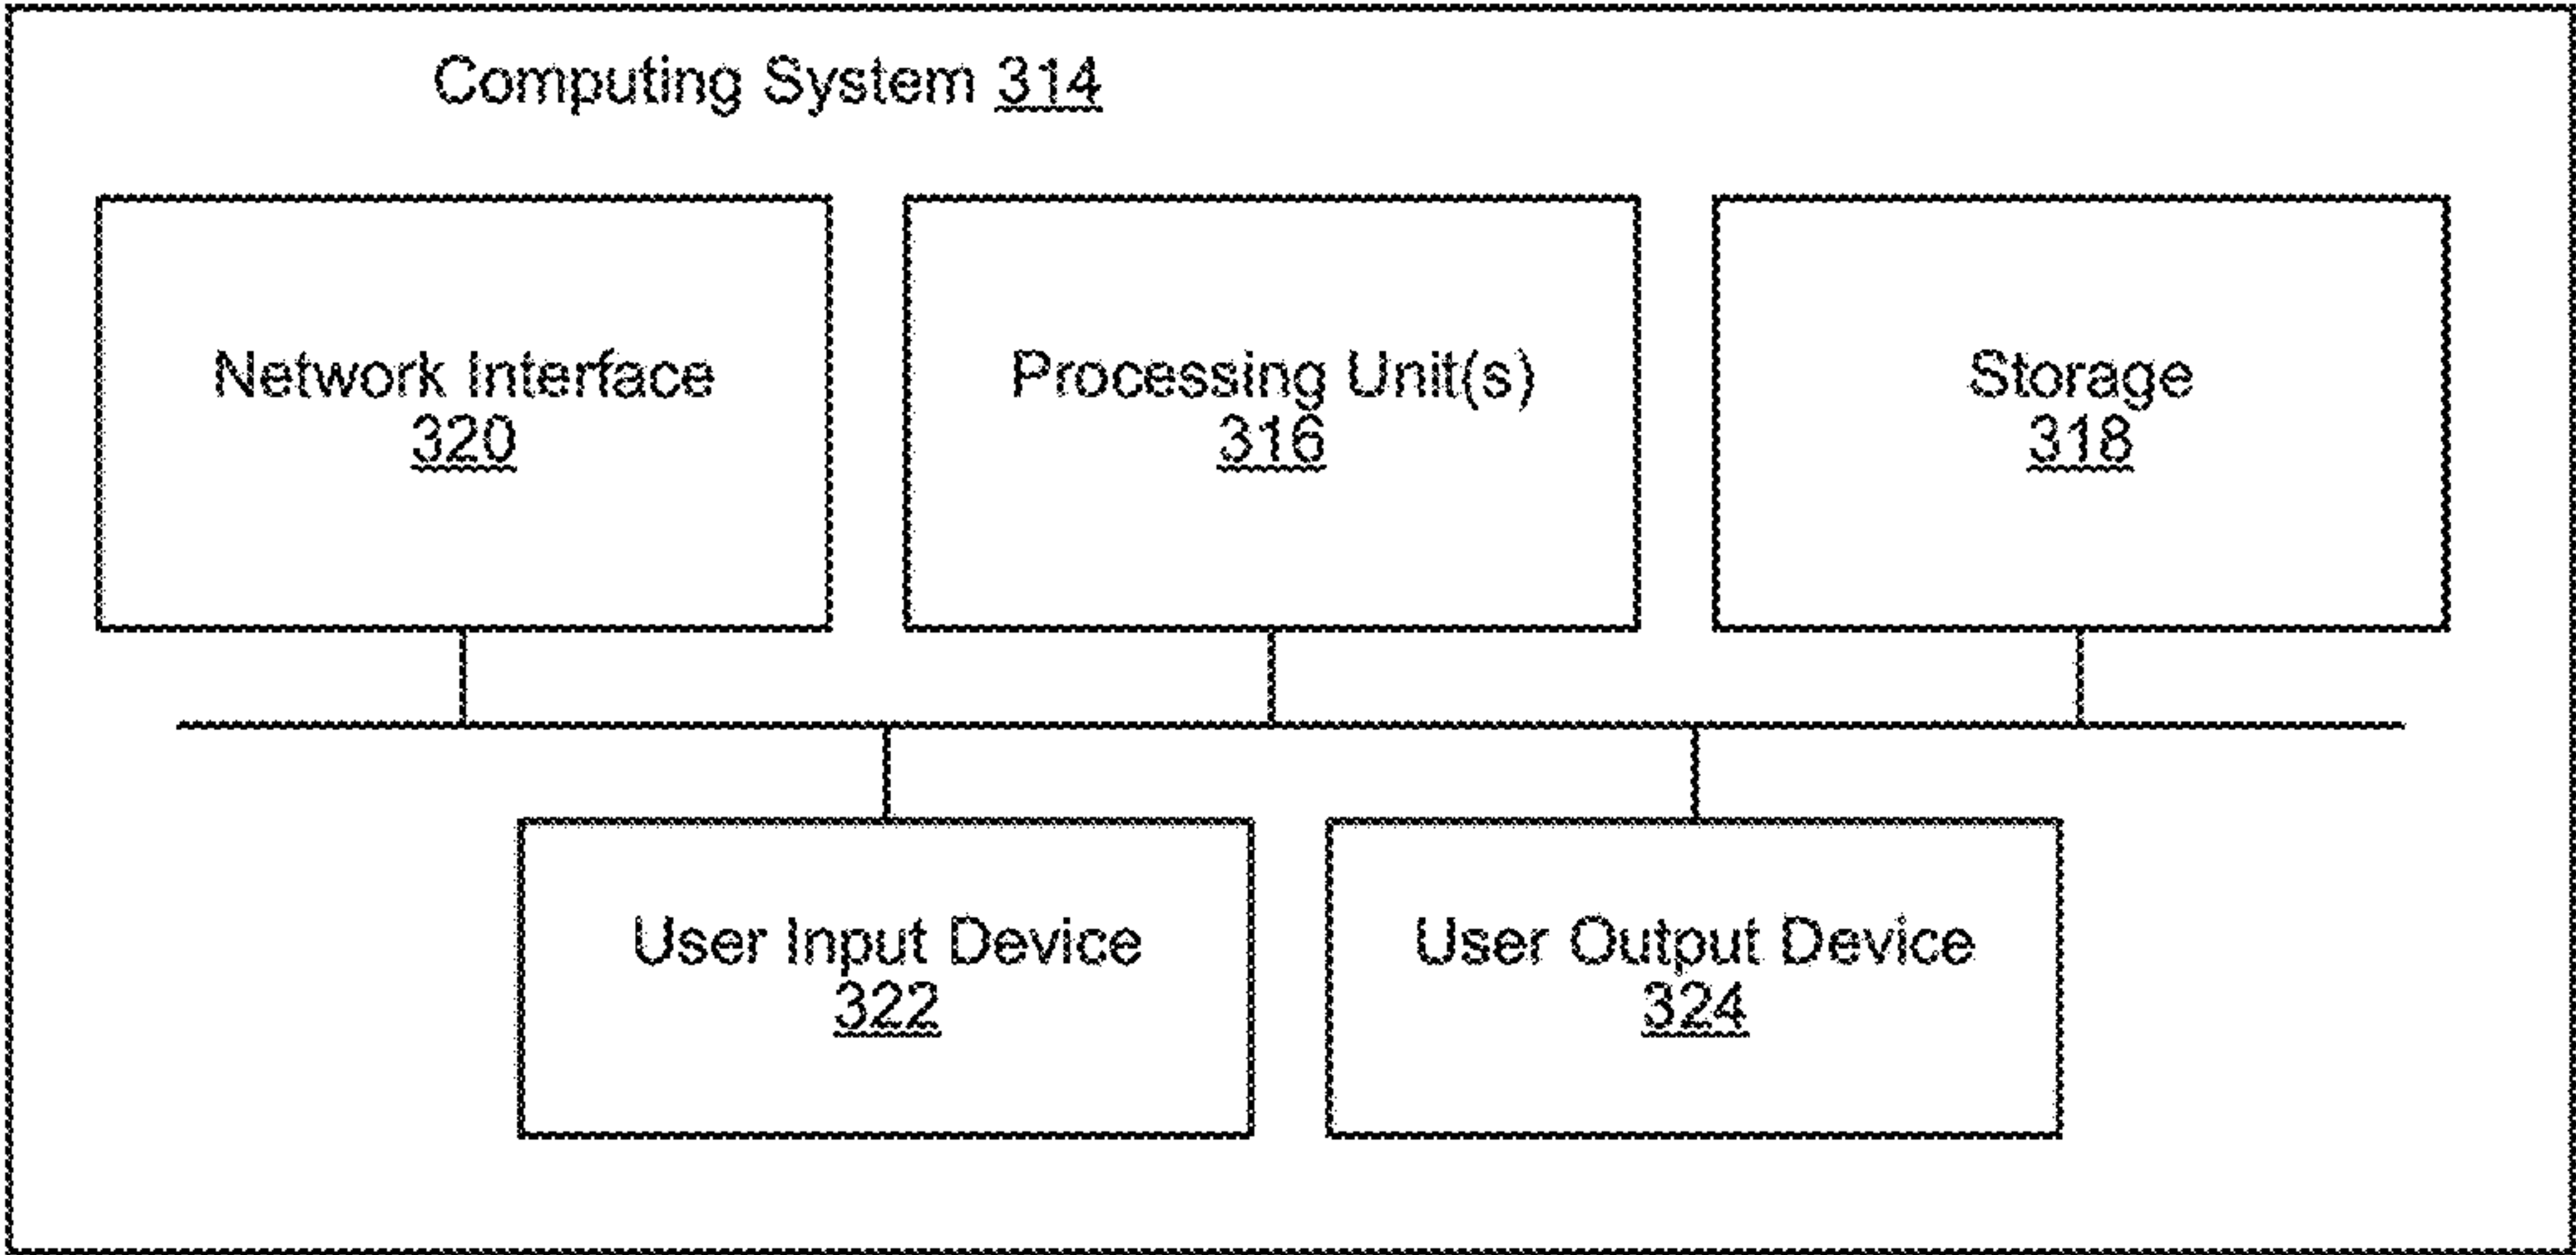 Computing System 314
Network Interface
320
Processing Unit(s)
316
Storage
318
User Input Device
322
User Output Device
324